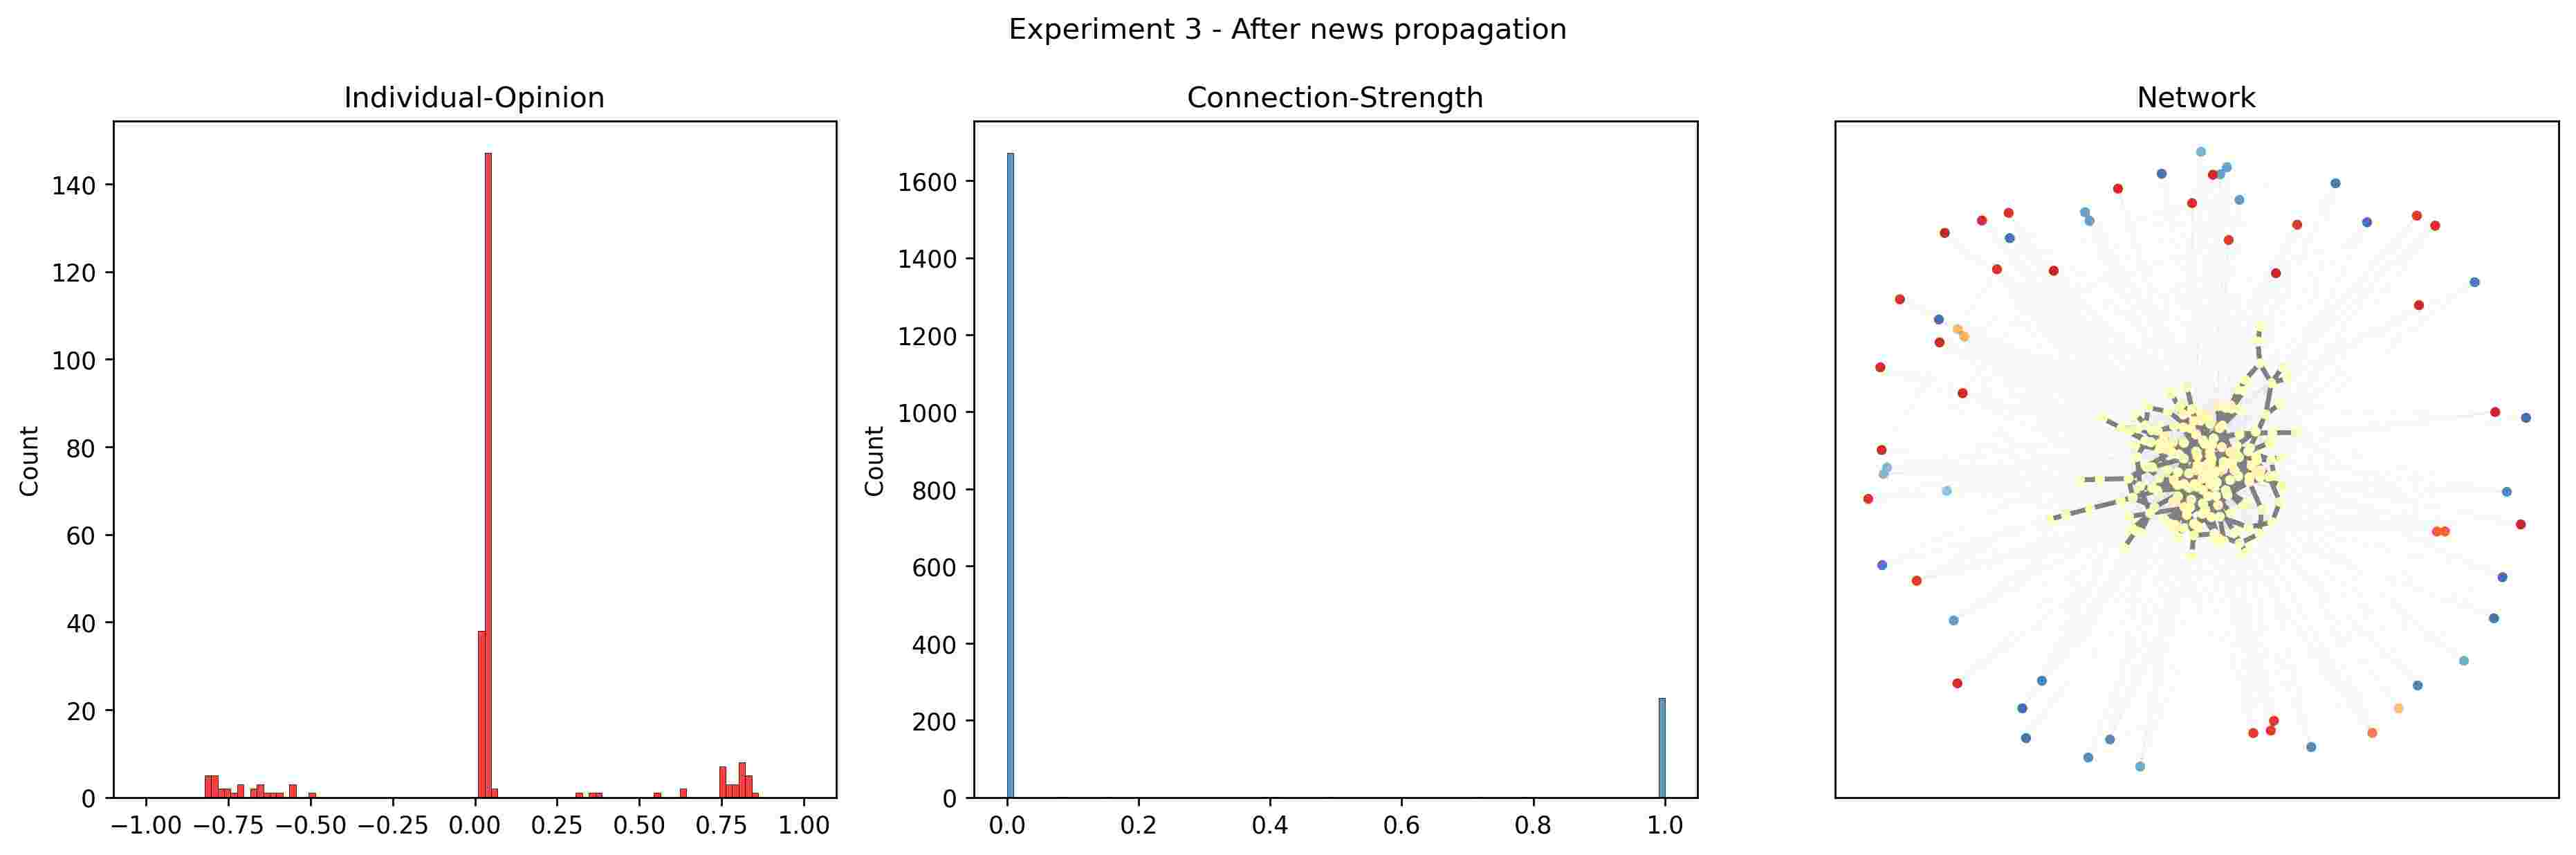 Experiment 3 - After news propagation
Individual-Opinion
Count
140
120
100
80
60
40
20
0
−1.00 −0.75 −0.50 −0.25 0.00 0.25 0.50 0.75 1.00
Connection-Strength
Count
1600
1400
1200
1000
800
600
400
200
0
0.0 0.2 0.4 0.6 0.8 1.0
Network